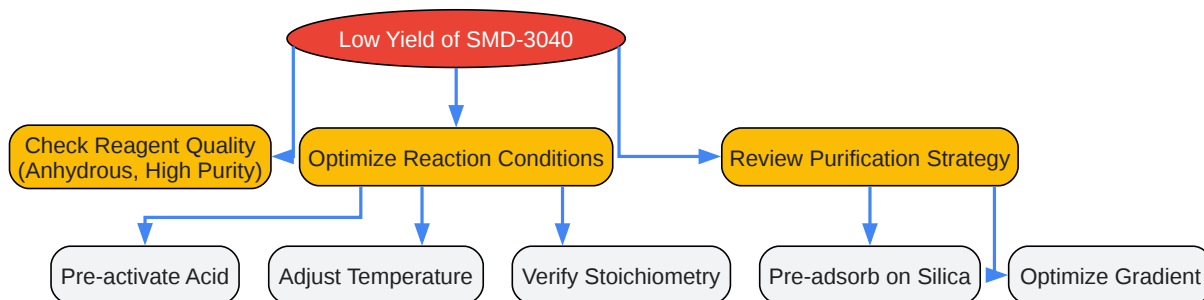 Low Yield of SMD-3040
Check Reagent Quality
(Anhydrous, High Purity)
Optimize Reaction Conditions
Review Purification Strategy
Pre-activate Acid
Adjust Temperature
Verify Stoichiometry
Pre-adsorb on Silica
Optimize Gradient